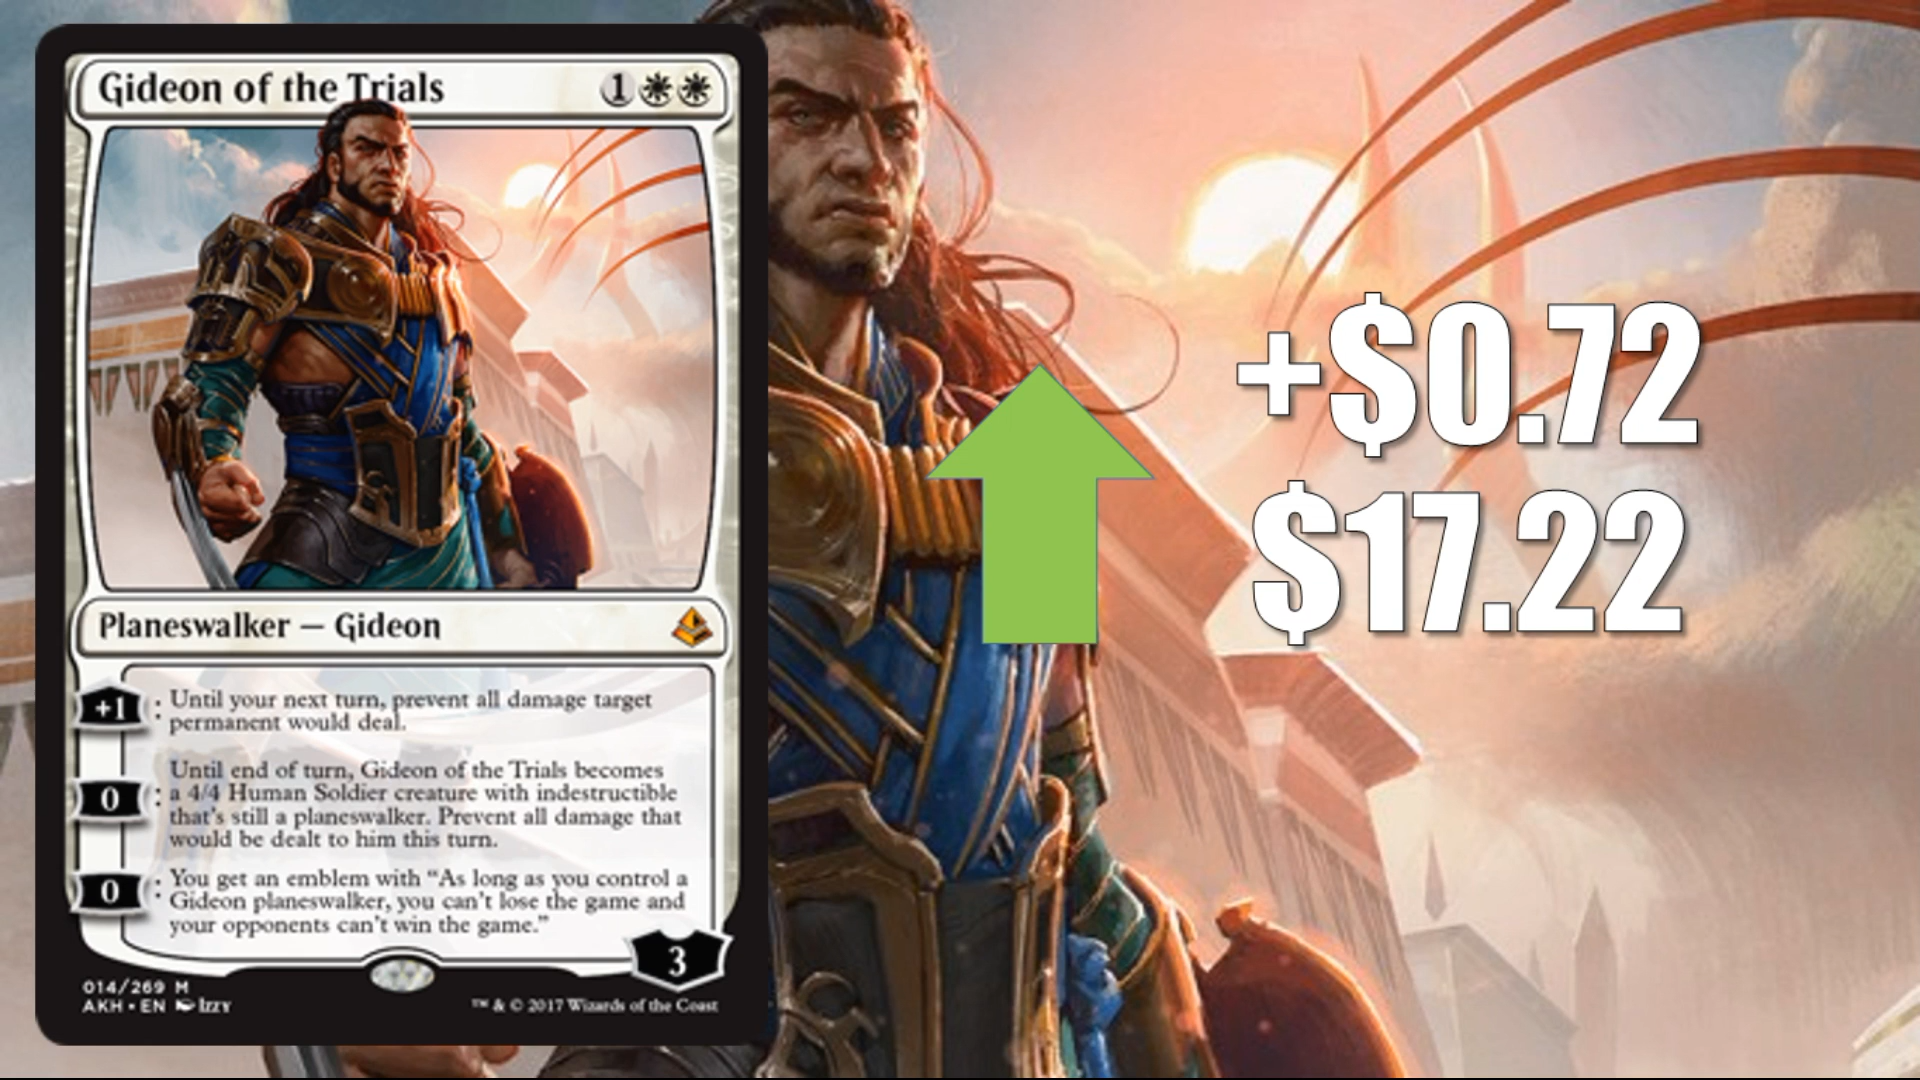 Gideon of the Trials 1
Planeswalker — Gideon
+1 : Until your next turn, prevent all damage target
permanent would deal.
Until end of turn, Gideon of the Trials becomes
0 : a 4/4 Human Soldier creature with indestructible
that's still a planeswalker. Prevent all damage that
would be dealt to him this turn.
0 : You get an emblem with “As long as you control a
Gideon planeswalker, you can't lose the game and
your opponents can't win the game.”
3
014/269 M
AKH • EN Izzy
™ & © 2017 Wizards of the Coast
+$0.72
$17.22